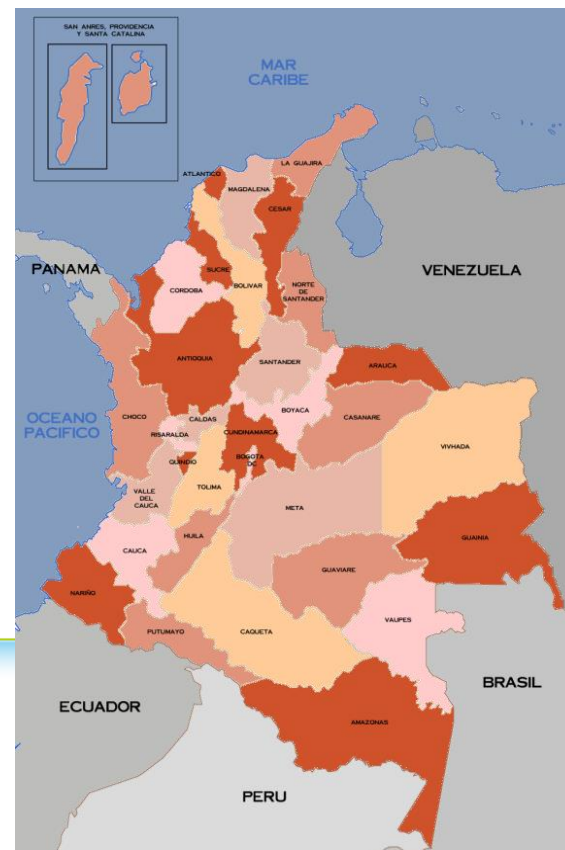 SAN ANRES, PROVIDENCIA
Y SANTA CATALINA
MAR
CARIBE
LA GUAJIRA
ATLANTICO
MAGDALENA
CESAR
PANAMA
VENEZUELA
SUCRE
CORDOBA
BOLIVAR
NORTE
DE
SANTANDER
ANTIOQUIA
SANTANDER
ARAUCA
OCEANO
PACIFICO
CHOCO
CALDAS
BOYACA
CASANARE
RISARALDA
CUNDINAMARCA
VIVHADA
QUINDIO
BOGOTA
DC
TOLIMA
VALLE
DEL
CAUCA
META
HUILA
GUAINIA
CAUCA
GUAVIARE
NARIÑO
VAUPES
PUTUMAYO
CAQUETA
BRASIL
ECUADOR
AMAZONAS
PERU